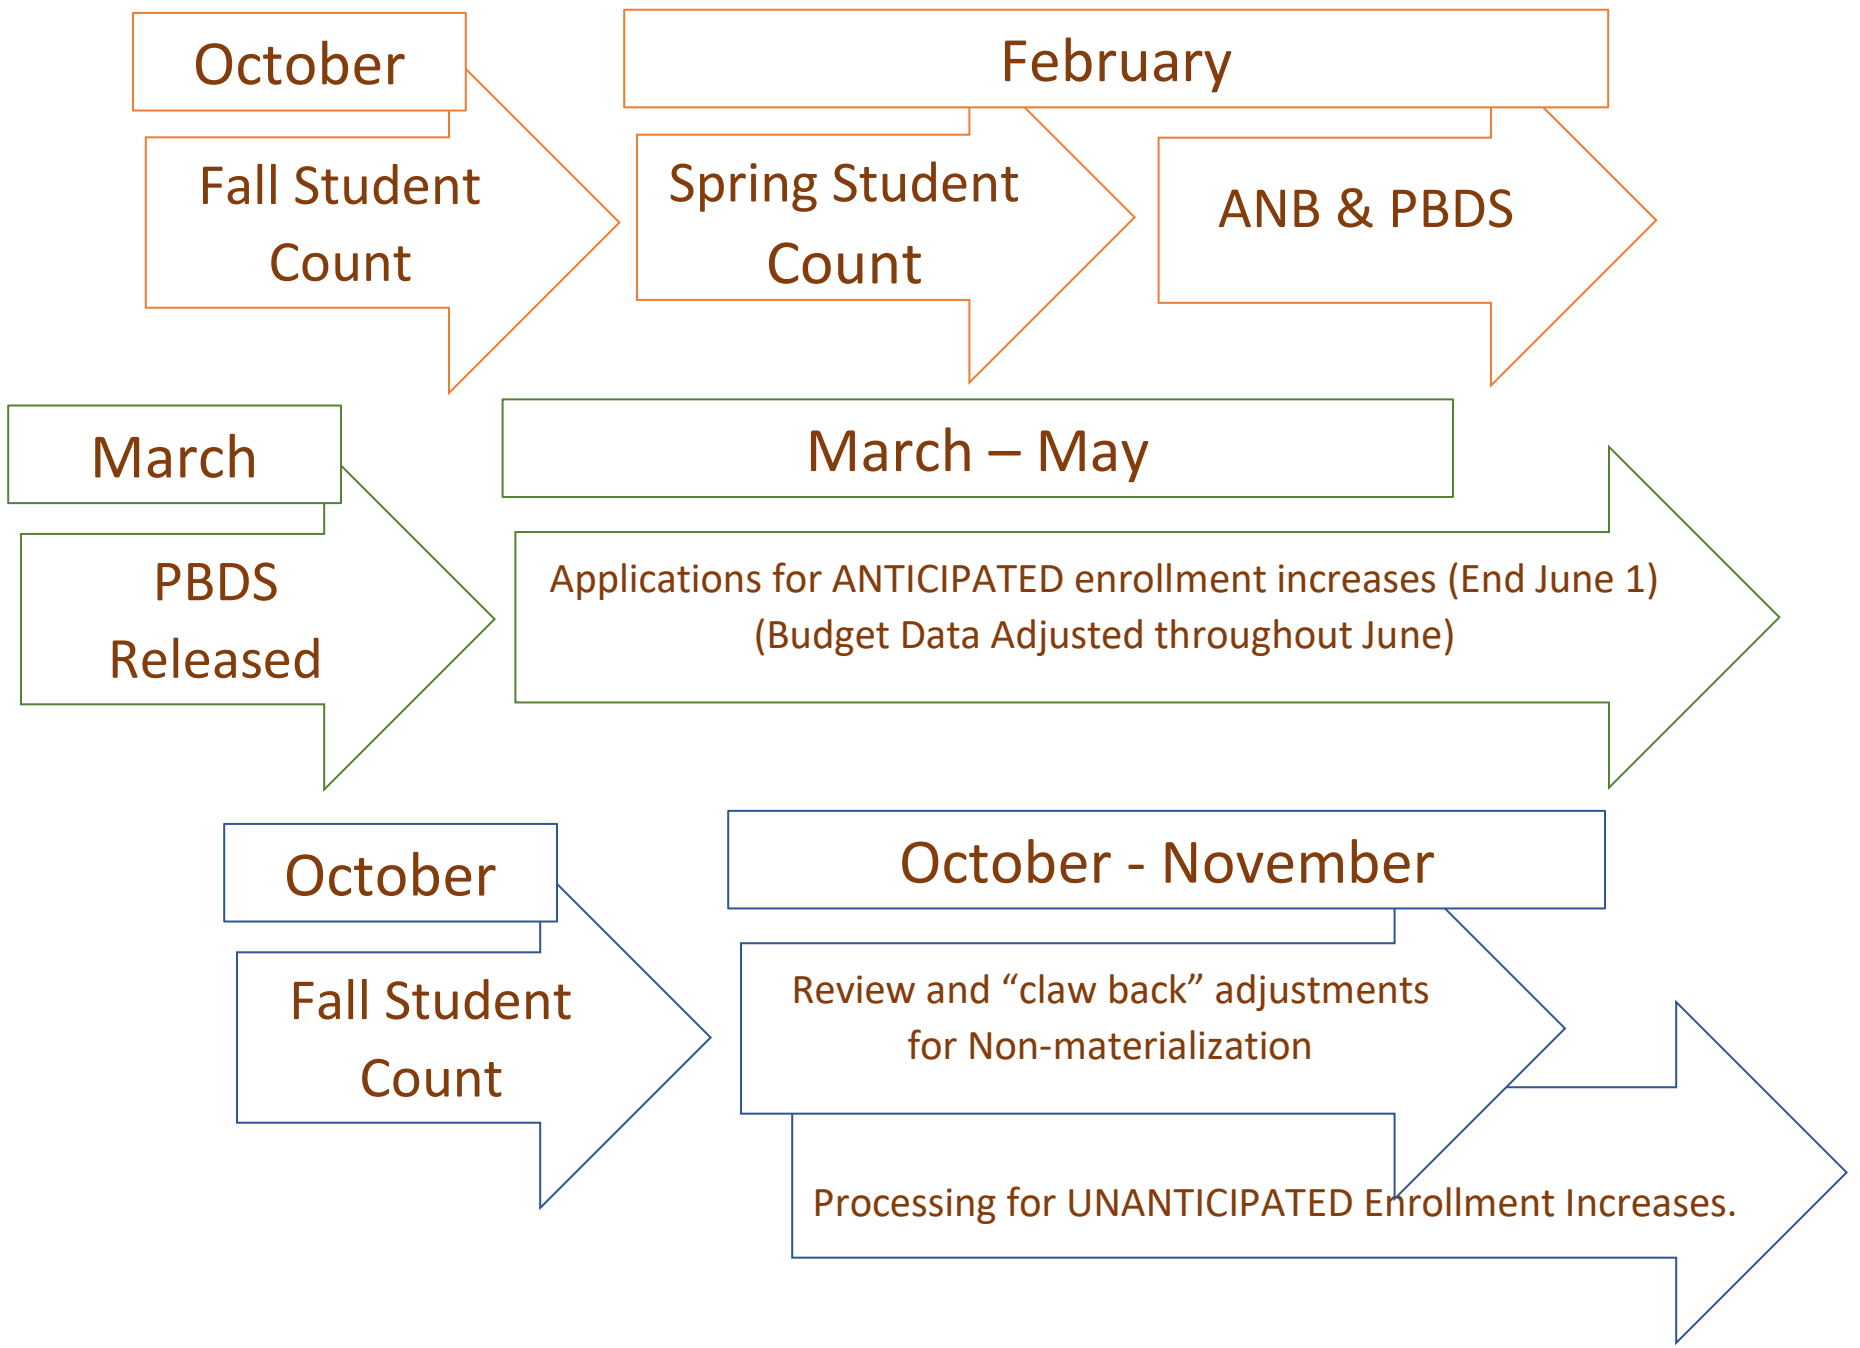 October
February
Fall Student
Count
Spring Student
Count
ANB & PBDS
March
March – May
PBDS
Released
Applications for ANTICIPATED enrollment increases (End June 1)
(Budget Data Adjusted throughout June)
October
October - November
Fall Student
Count
Review and “claw back” adjustments
for Non-materialization
Processing for UNANTICIPATED Enrollment Increases.